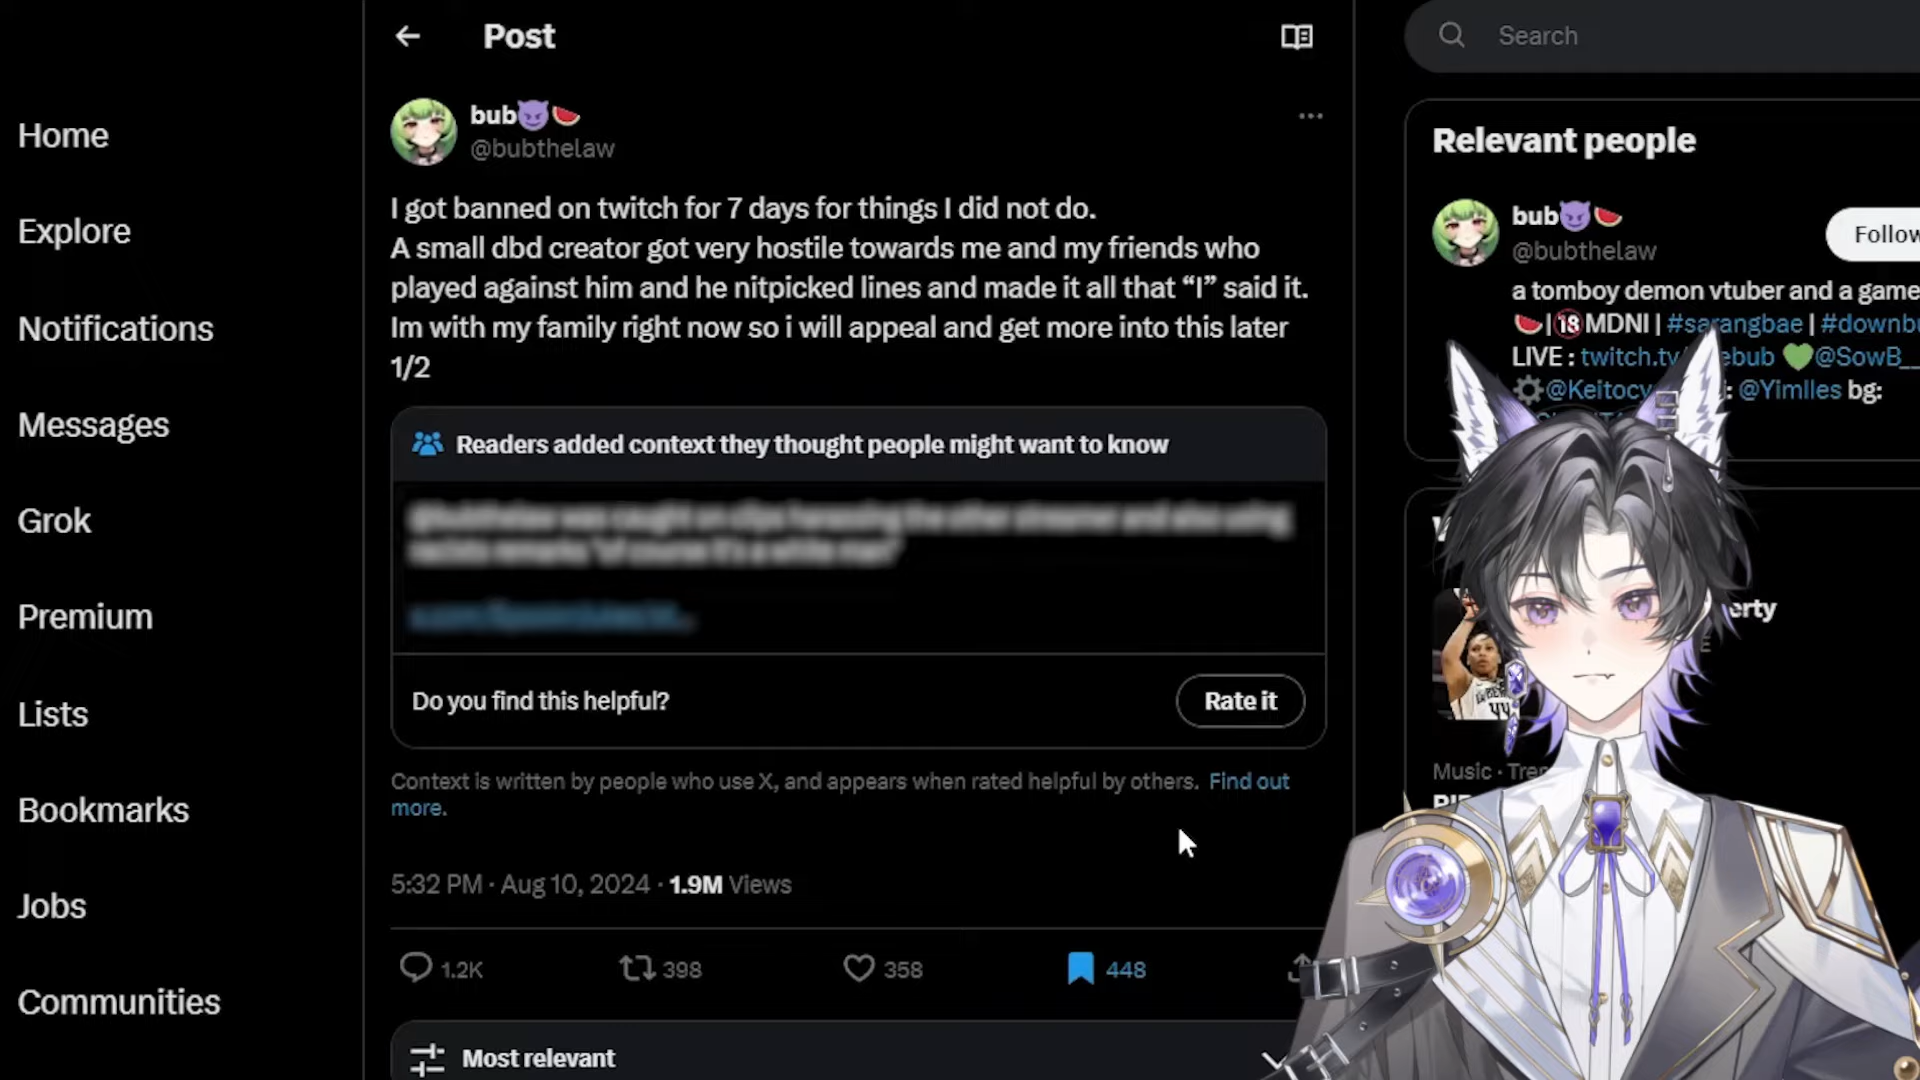 Post
Search
Home
Explore
Notifications
Messages
Grok
Premium
Lists
Bookmarks
Jobs
Communities
bub😈🍉
@bubthelaw
I got banned on twitch for 7 days for things I did not do.
A small dbd creator got very hostile towards me and my friends who
played against him and he nitpicked lines and made it all that “I” said it.
Im with my family right now so i will appeal and get more into this later
1/2
Readers added context they thought people might want to know
Do you find this helpful?
Rate it
Context is written by people who use X, and appears when rated helpful by others. Find out
more.
5:32 PM · Aug 10, 2024 · 1.9M Views
1.2K
398
358
448
Most relevant
Relevant people
bub😈🍉
@bubthelaw
Follow
a tomboy demon vtuber and a game
🍉|🔞MDNI | #sarangbae | #downbu
LIVE : twitch.tv/ ebub 💚@SowB__
⚙️@Keitocy : @Yimlles bg:
erty
Music · Tre